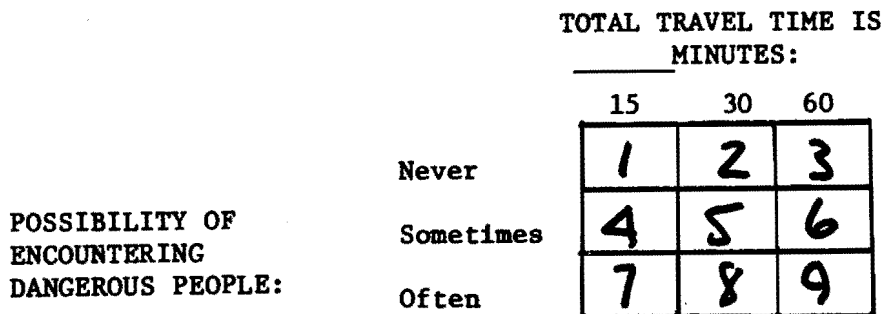 TOTAL TRAVEL TIME IS
______MINUTES:
15 30 60
Never 1 2 3
POSSIBILITY OF
Sometimes 4 5 6
ENCOUNTERING
DANGEROUS PEOPLE:
Often 7 8 9